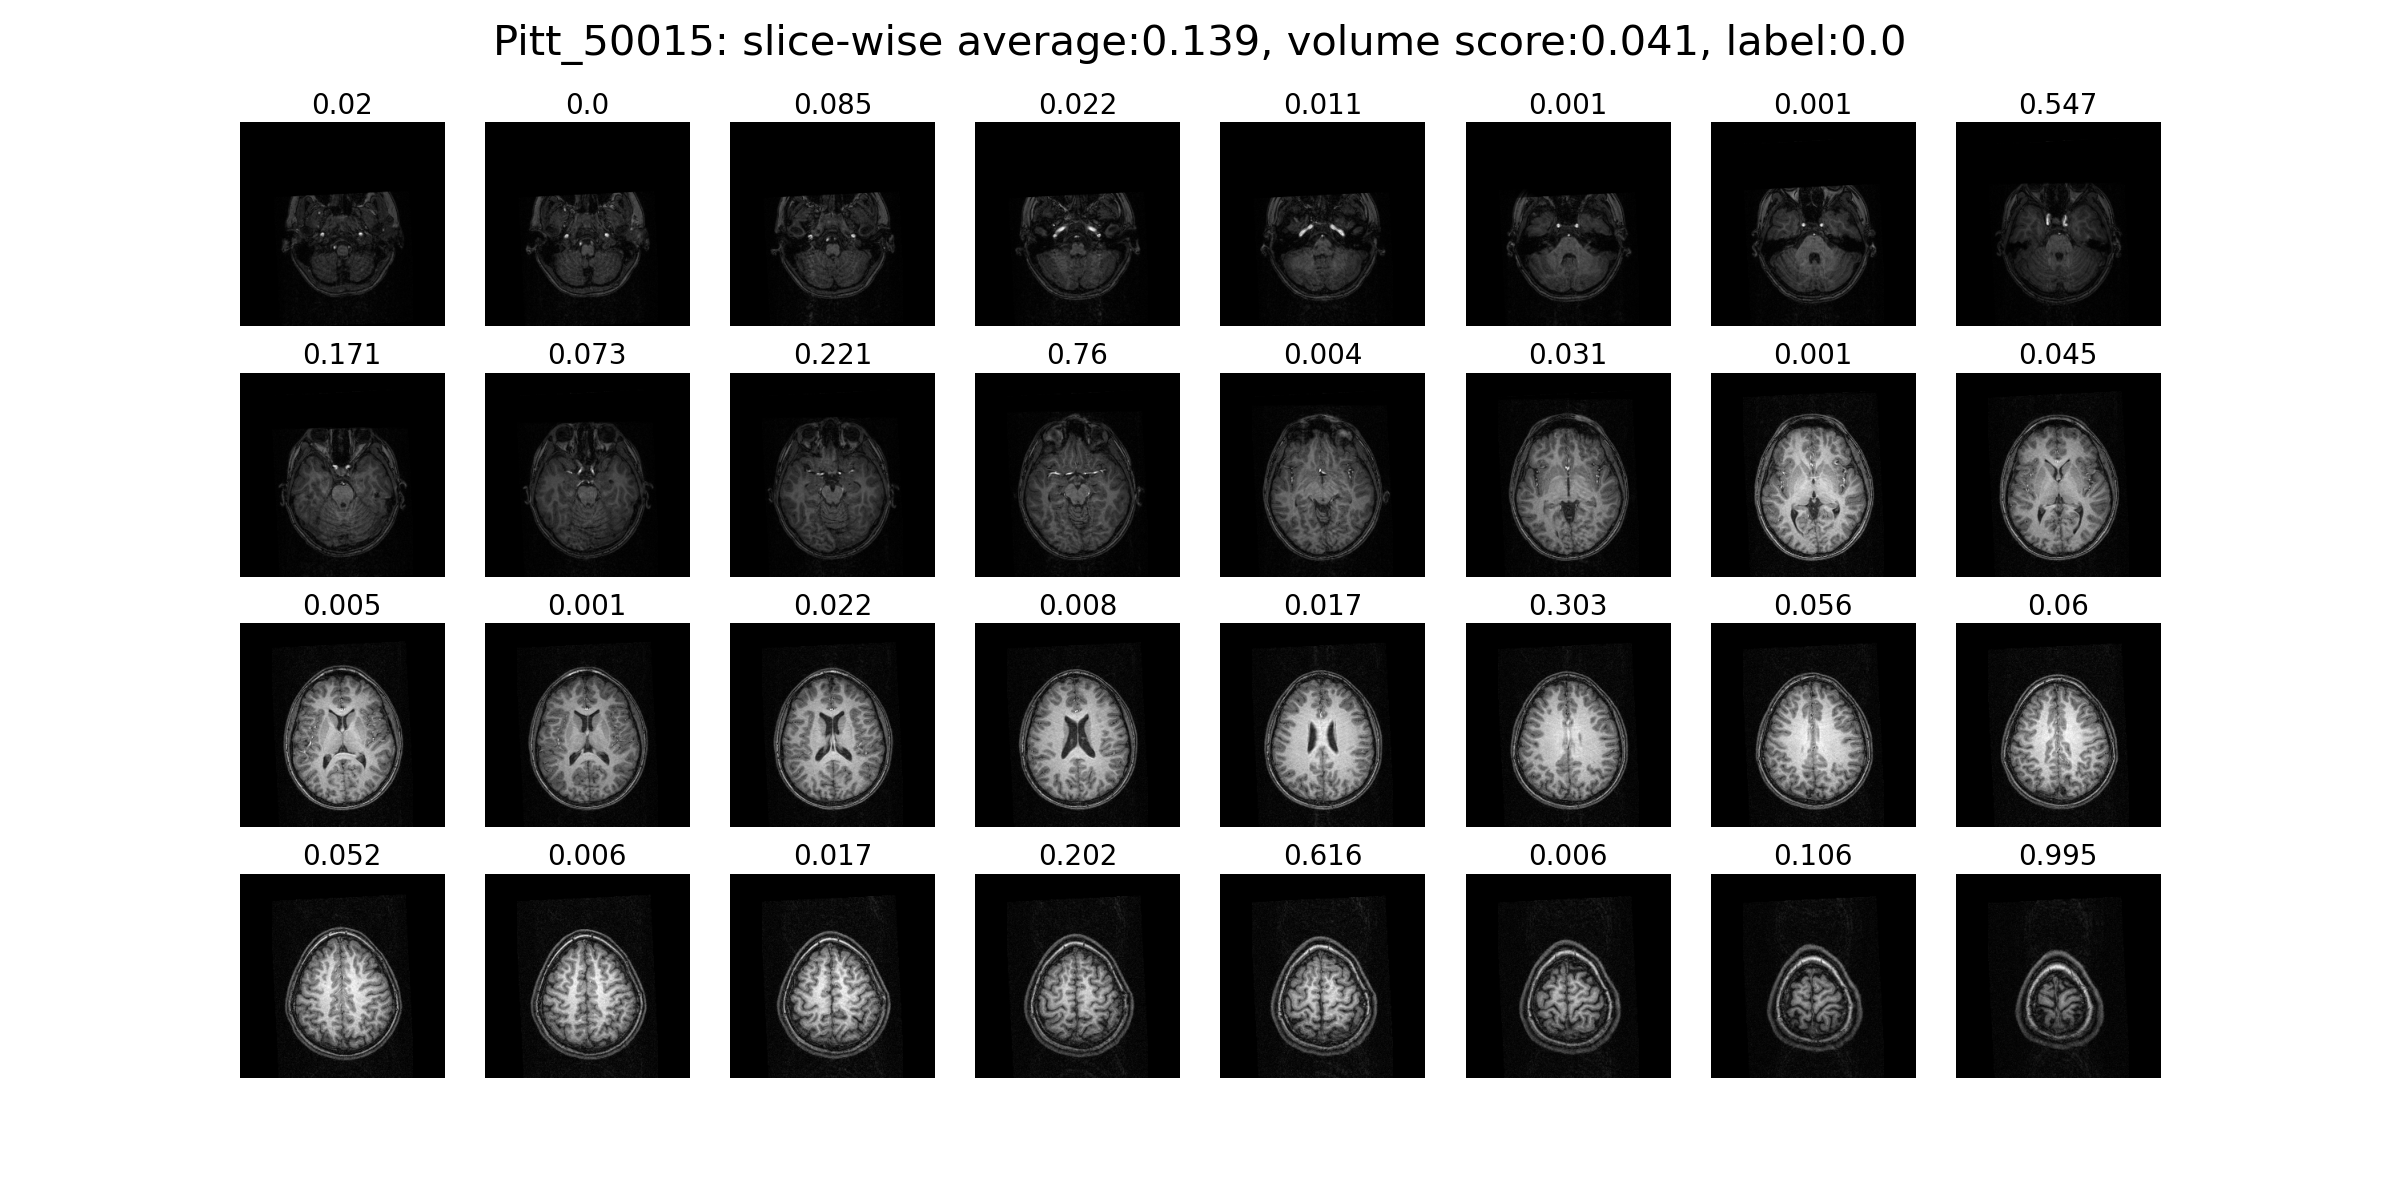 Pitt_50015: slice-wise average:0.139, volume score:0.041, label:0.0
0.02 0.0 0.085 0.022 0.011 0.001 0.001 0.547
0.171 0.073 0.221 0.76 0.004 0.031 0.001 0.045
0.005 0.001 0.022 0.008 0.017 0.303 0.056 0.06
0.052 0.006 0.017 0.202 0.616 0.006 0.106 0.995